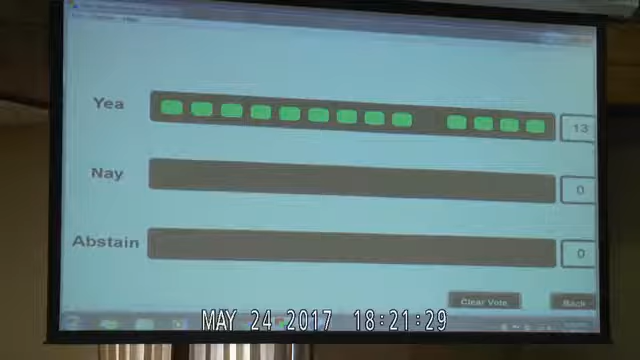 Yea 13
Nay 0
Abstain 0
Clear Vote Back
MAY 24 2017 18:21:29